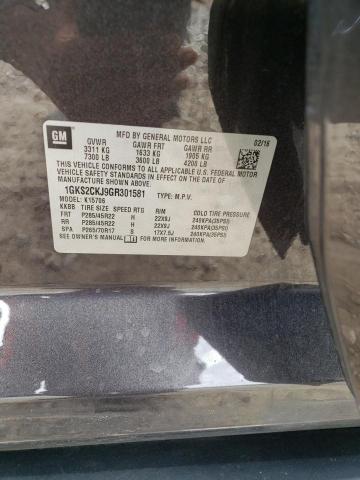 GM
MFD BY GENERAL MOTORS LLC
02/16
GVWR GAWR FRT GAWR RR
3311 KG 1633 KG 1905 KG
7300 LB 3600 LB 4200 LB
THIS VEHICLE CONFORMS TO ALL APPLICABLE U.S. FEDERAL MOTOR
VEHICLE SAFETY STANDARDS IN EFFECT ON THE DATE OF
MANUFACTURE SHOWN ABOVE.
1GKS2CKJ9GR301581 TYPE: M.P.V.
MODEL: K15706
KKBB TIRE SIZE SPEED RTG RIM COLD TIRE PRESSURE
FRT P285/45R22 H 22X9J 240KPA(35PSI)
RR P285/45R22 H 22X9J 240KPA(35PSI)
SPA P265/70R17 S 17X7.5J 240KPA(35PSI)
SEE OWNER'S MANUAL FOR ADDITIONAL INFORMATION.